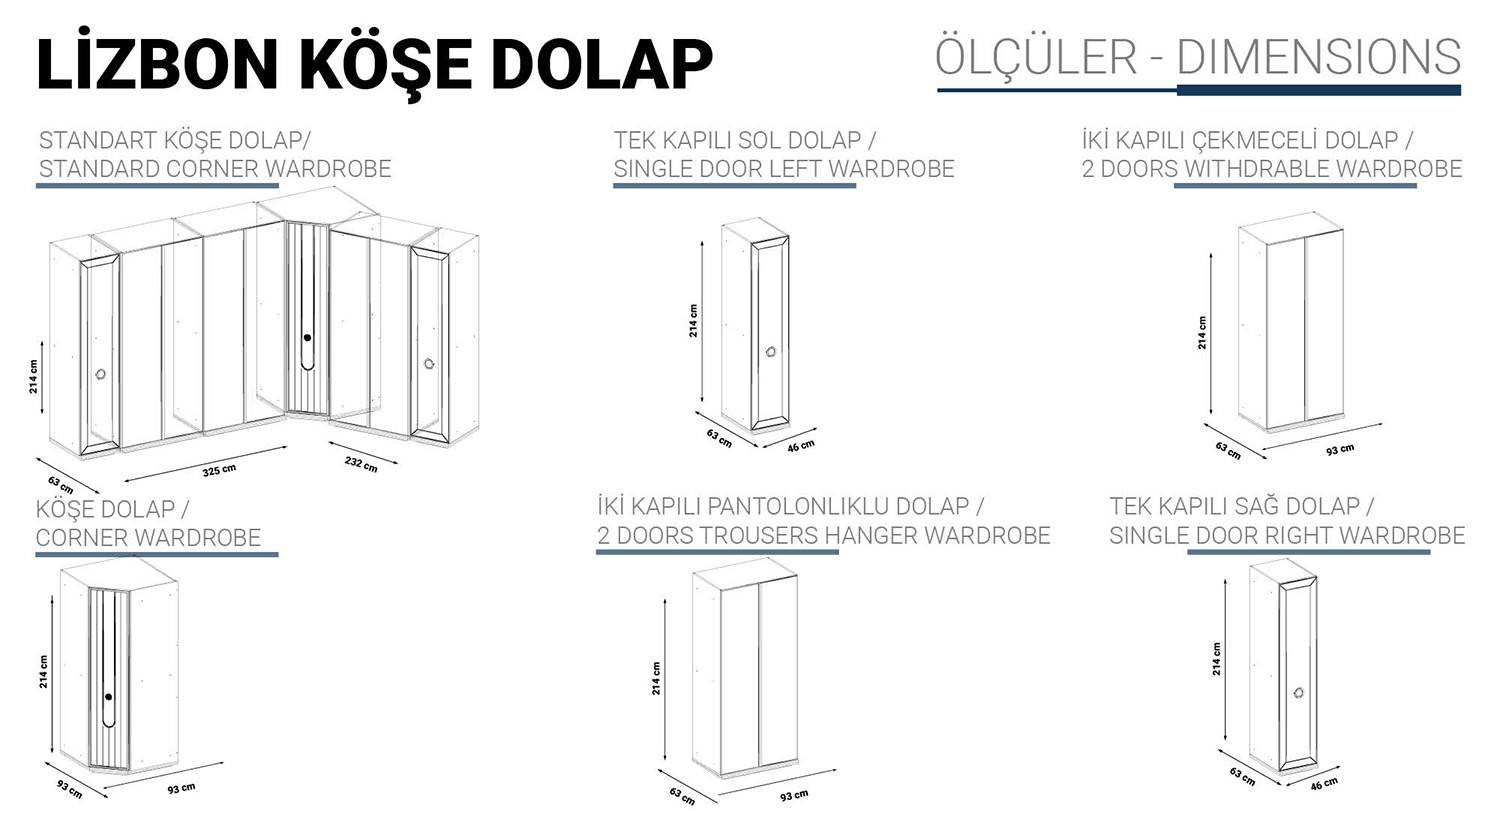 LİZBON KÖŞE DOLAP
ÖLÇÜLER - DIMENSIONS
STANDART KÖŞE DOLAP/
STANDARD CORNER WARDROBE
214 cm
63 cm
325 cm
232 cm
TEK KAPILI SOL DOLAP /
SINGLE DOOR LEFT WARDROBE
214 cm
63 cm
46 cm
İKİ KAPILI ÇEKMECELİ DOLAP /
2 DOORS WITHDRABLE WARDROBE
214 cm
63 cm
93 cm
KÖŞE DOLAP /
CORNER WARDROBE
214 cm
93 cm
93 cm
İKİ KAPILI PANTOLONLIKLU DOLAP /
2 DOORS TROUSERS HANGER WARDROBE
214 cm
63 cm
93 cm
TEK KAPILI SAĞ DOLAP /
SINGLE DOOR RIGHT WARDROBE
214 cm
63 cm
46 cm